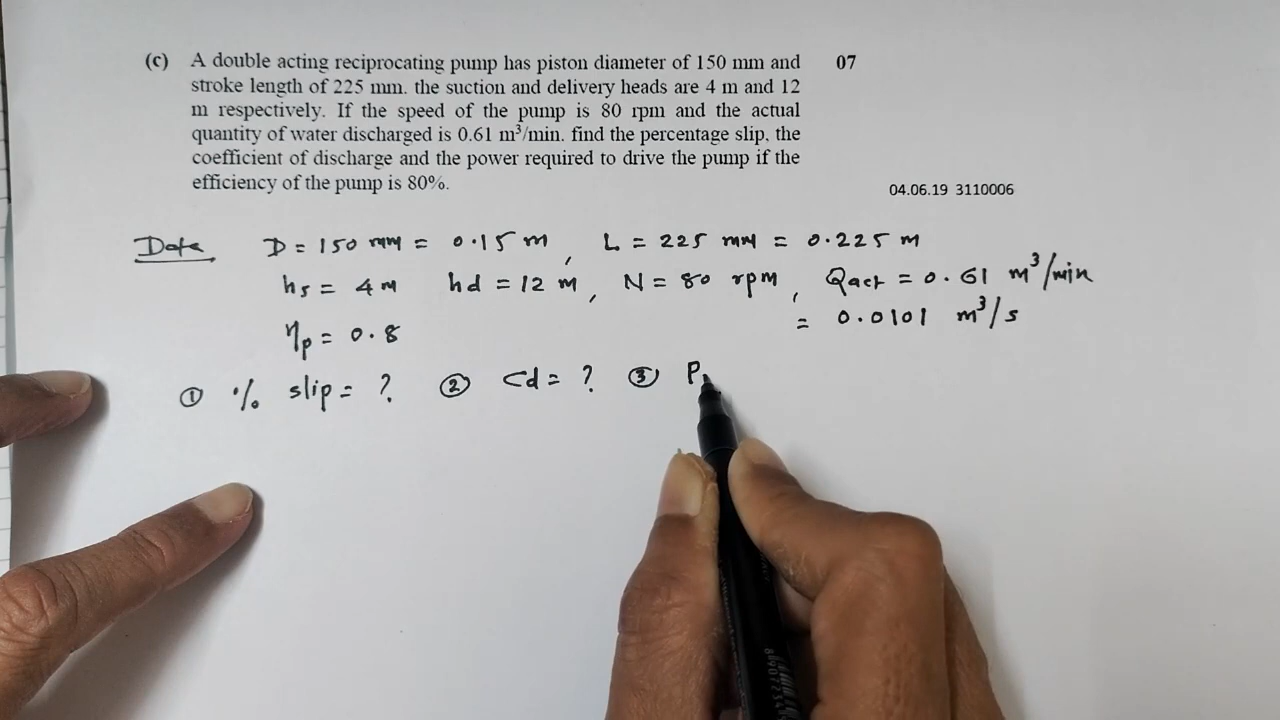 (c) A double acting reciprocating pump has piston diameter of 150 mm and 07
stroke length of 225 mm. the suction and delivery heads are 4 m and 12
m respectively. If the speed of the pump is 80 rpm and the actual
quantity of water discharged is 0.61 m³/min. find the percentage slip, the
coefficient of discharge and the power required to drive the pump if the
efficiency of the pump is 80%.
04.06.19 3110006
Data D = 150 mm = 0.15 m, L = 225 mm = 0.225 m
hs = 4 m hd = 12 m, N = 80 rpm, Qact = 0.61 m³/min
= 0.0101 m³/s
ηp = 0.8
① % slip = ? ② Cd = ? ③ P